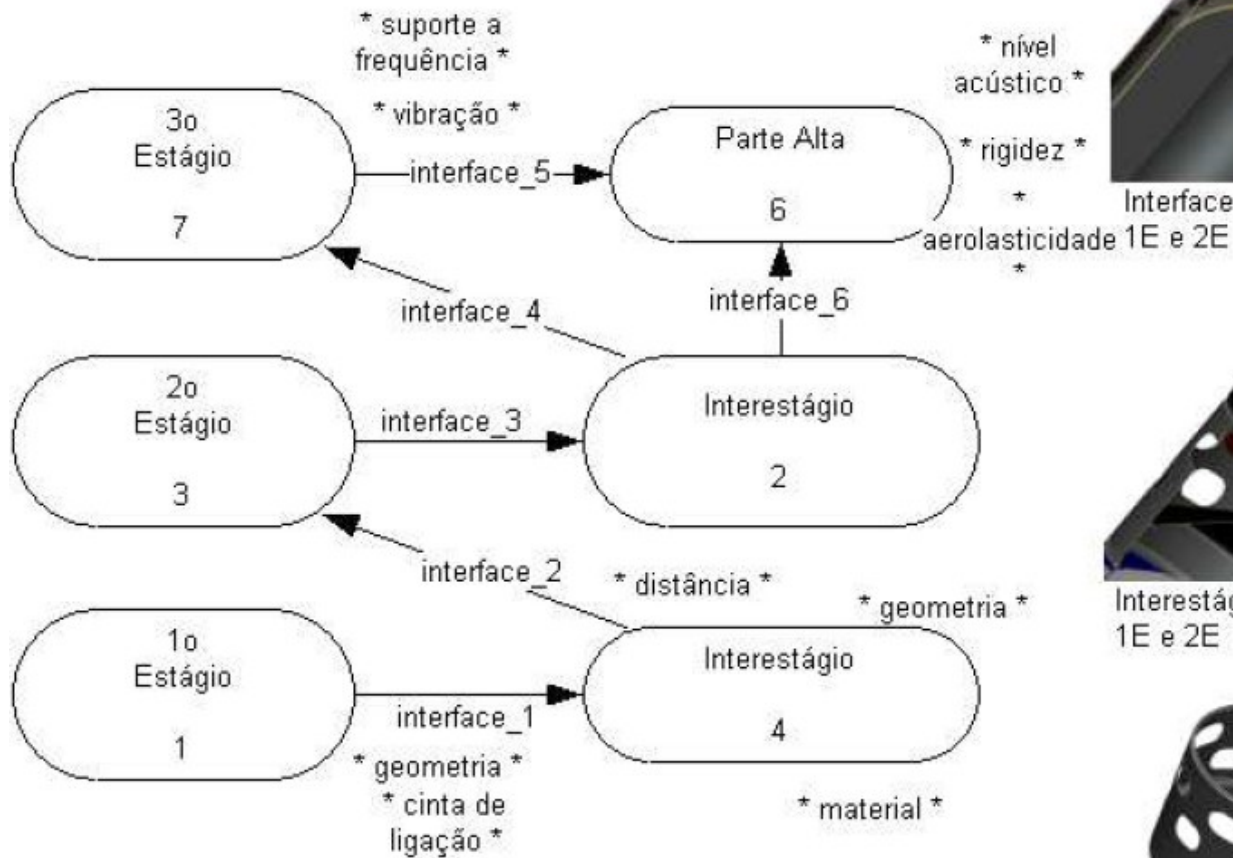 * suporte a
frequência *
* vibração *
* nível
acústico *
3o
Estágio
7
interface_5
Parte Alta
6
* rigidez *
*
aerolasticidade
*
Interface
1E e 2E
interface_4
interface_6
2o
Estágio
3
interface_3
Interestágio
2
interface_2
* distância *
* geometria *
1o
Estágio
1
interface_1
Interestágio
4
* geometria *
* cinta de
ligação *
* material *
1E e 2E